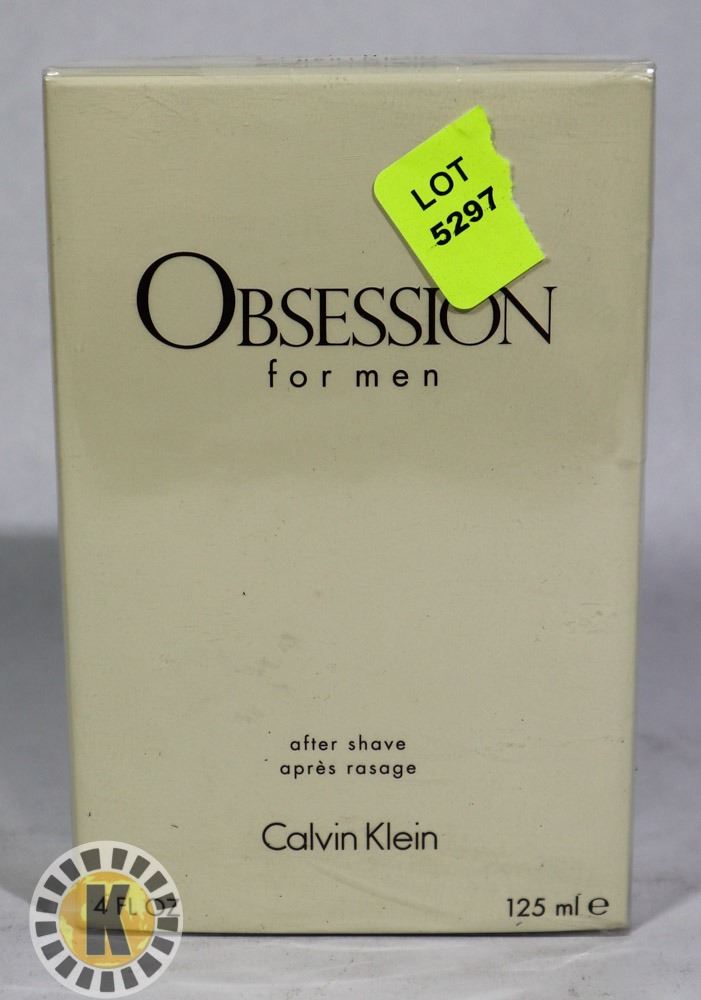 LOT
5297
OBSESSION
for men
after shave
après rasage
Calvin Klein
4 FL OZ
125 ml e
K